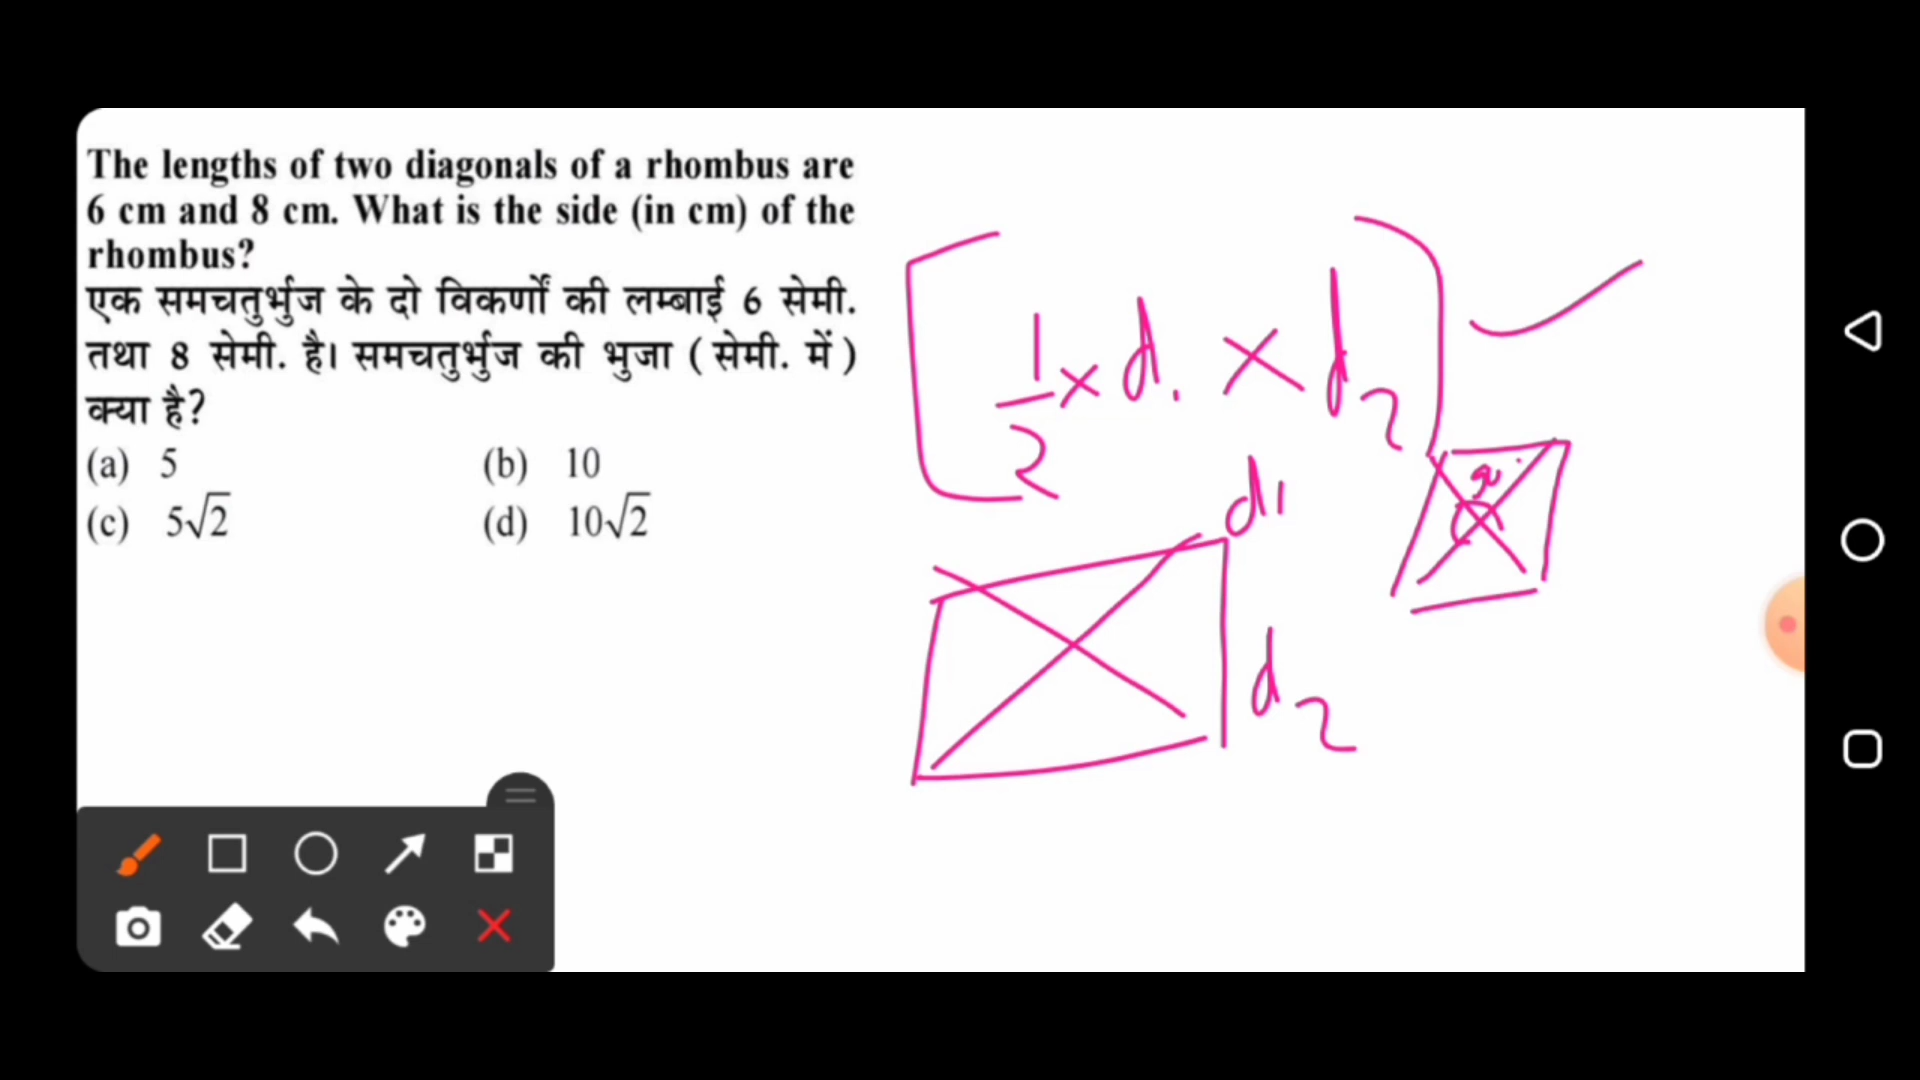 The lengths of two diagonals of a rhombus are
6 cm and 8 cm. What is the side (in cm) of the
rhombus?
एक समचतुर्भुज के दो विकर्णों की लम्बाई 6 सेमी.
तथा 8 सेमी. है। समचतुर्भुज की भुजा ( सेमी. में )
क्या है?
(a) 5 (b) 10
(c) 5√2 (d) 10√2
1/2 × d1 × d2
d1
d2